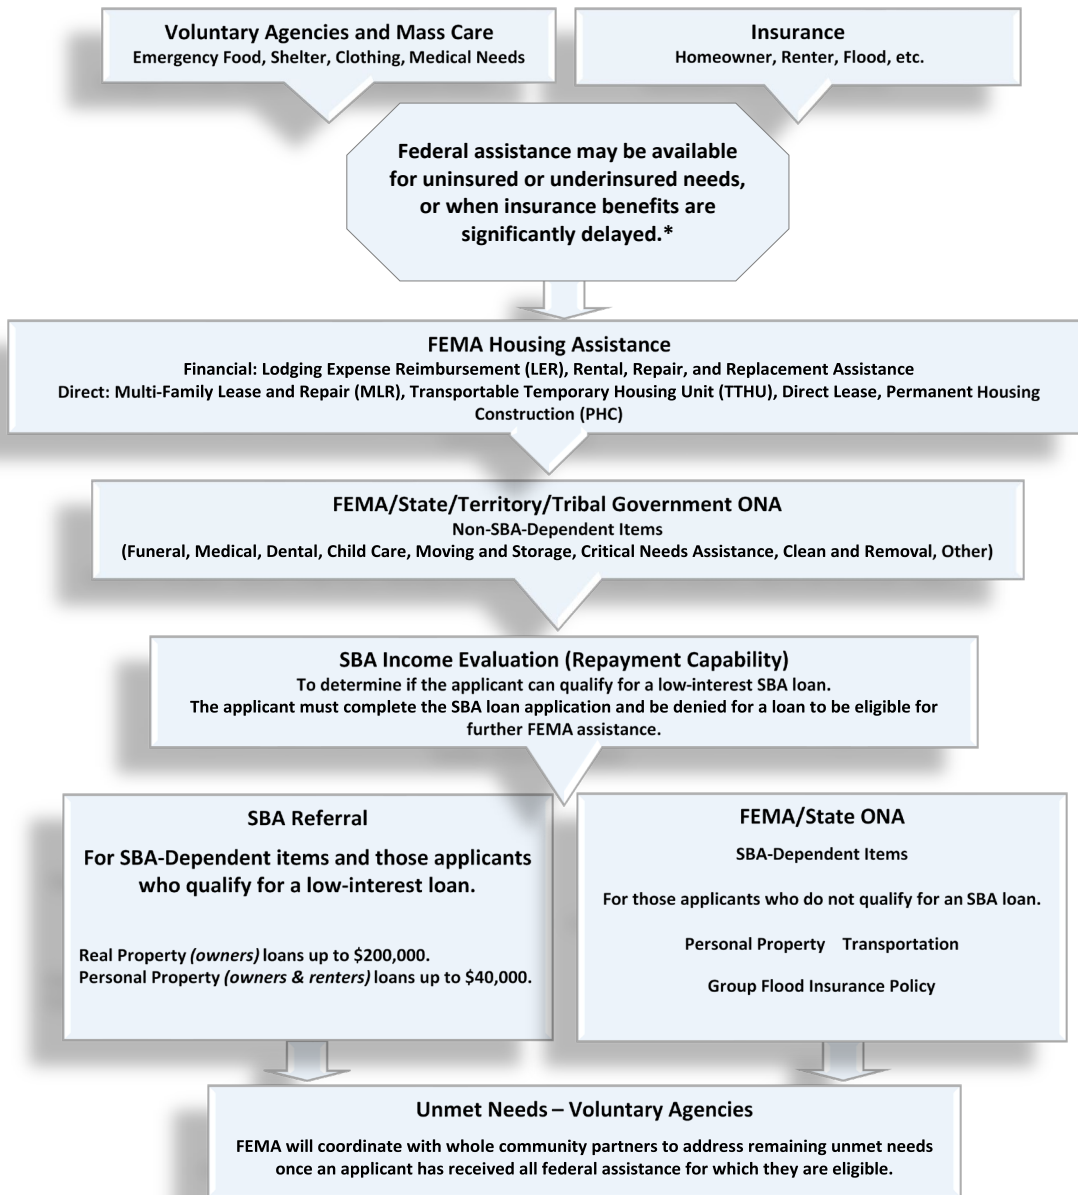 Voluntary Agencies and Mass Care
Emergency Food, Shelter, Clothing, Medical Needs
Insurance
Homeowner, Renter, Flood, etc.
Federal assistance may be available
for uninsured or underinsured needs,
or when insurance benefits are
significantly delayed.*
FEMA Housing Assistance
Financial: Lodging Expense Reimbursement (LER), Rental, Repair, and Replacement Assistance
Direct: Multi-Family Lease and Repair (MLR), Transportable Temporary Housing Unit (TTHU), Direct Lease, Permanent Housing
Construction (PHC)
FEMA/State/Territory/Tribal Government ONA
Non-SBA-Dependent Items
(Funeral, Medical, Dental, Child Care, Moving and Storage, Critical Needs Assistance, Clean and Removal, Other)
SBA Income Evaluation (Repayment Capability)
To determine if the applicant can qualify for a low-interest SBA loan.
The applicant must complete the SBA loan application and be denied for a loan to be eligible for
further FEMA assistance.
SBA Referral
For SBA-Dependent items and those applicants
who qualify for a low-interest loan.
Real Property (owners) loans up to $200,000.
Personal Property (owners & renters) loans up to $40,000.
FEMA/State ONA
SBA-Dependent Items
For those applicants who do not qualify for an SBA loan.
Personal Property Transportation
Group Flood Insurance Policy
Unmet Needs – Voluntary Agencies
FEMA will coordinate with whole community partners to address remaining unmet needs
once an applicant has received all federal assistance for which they are eligible.